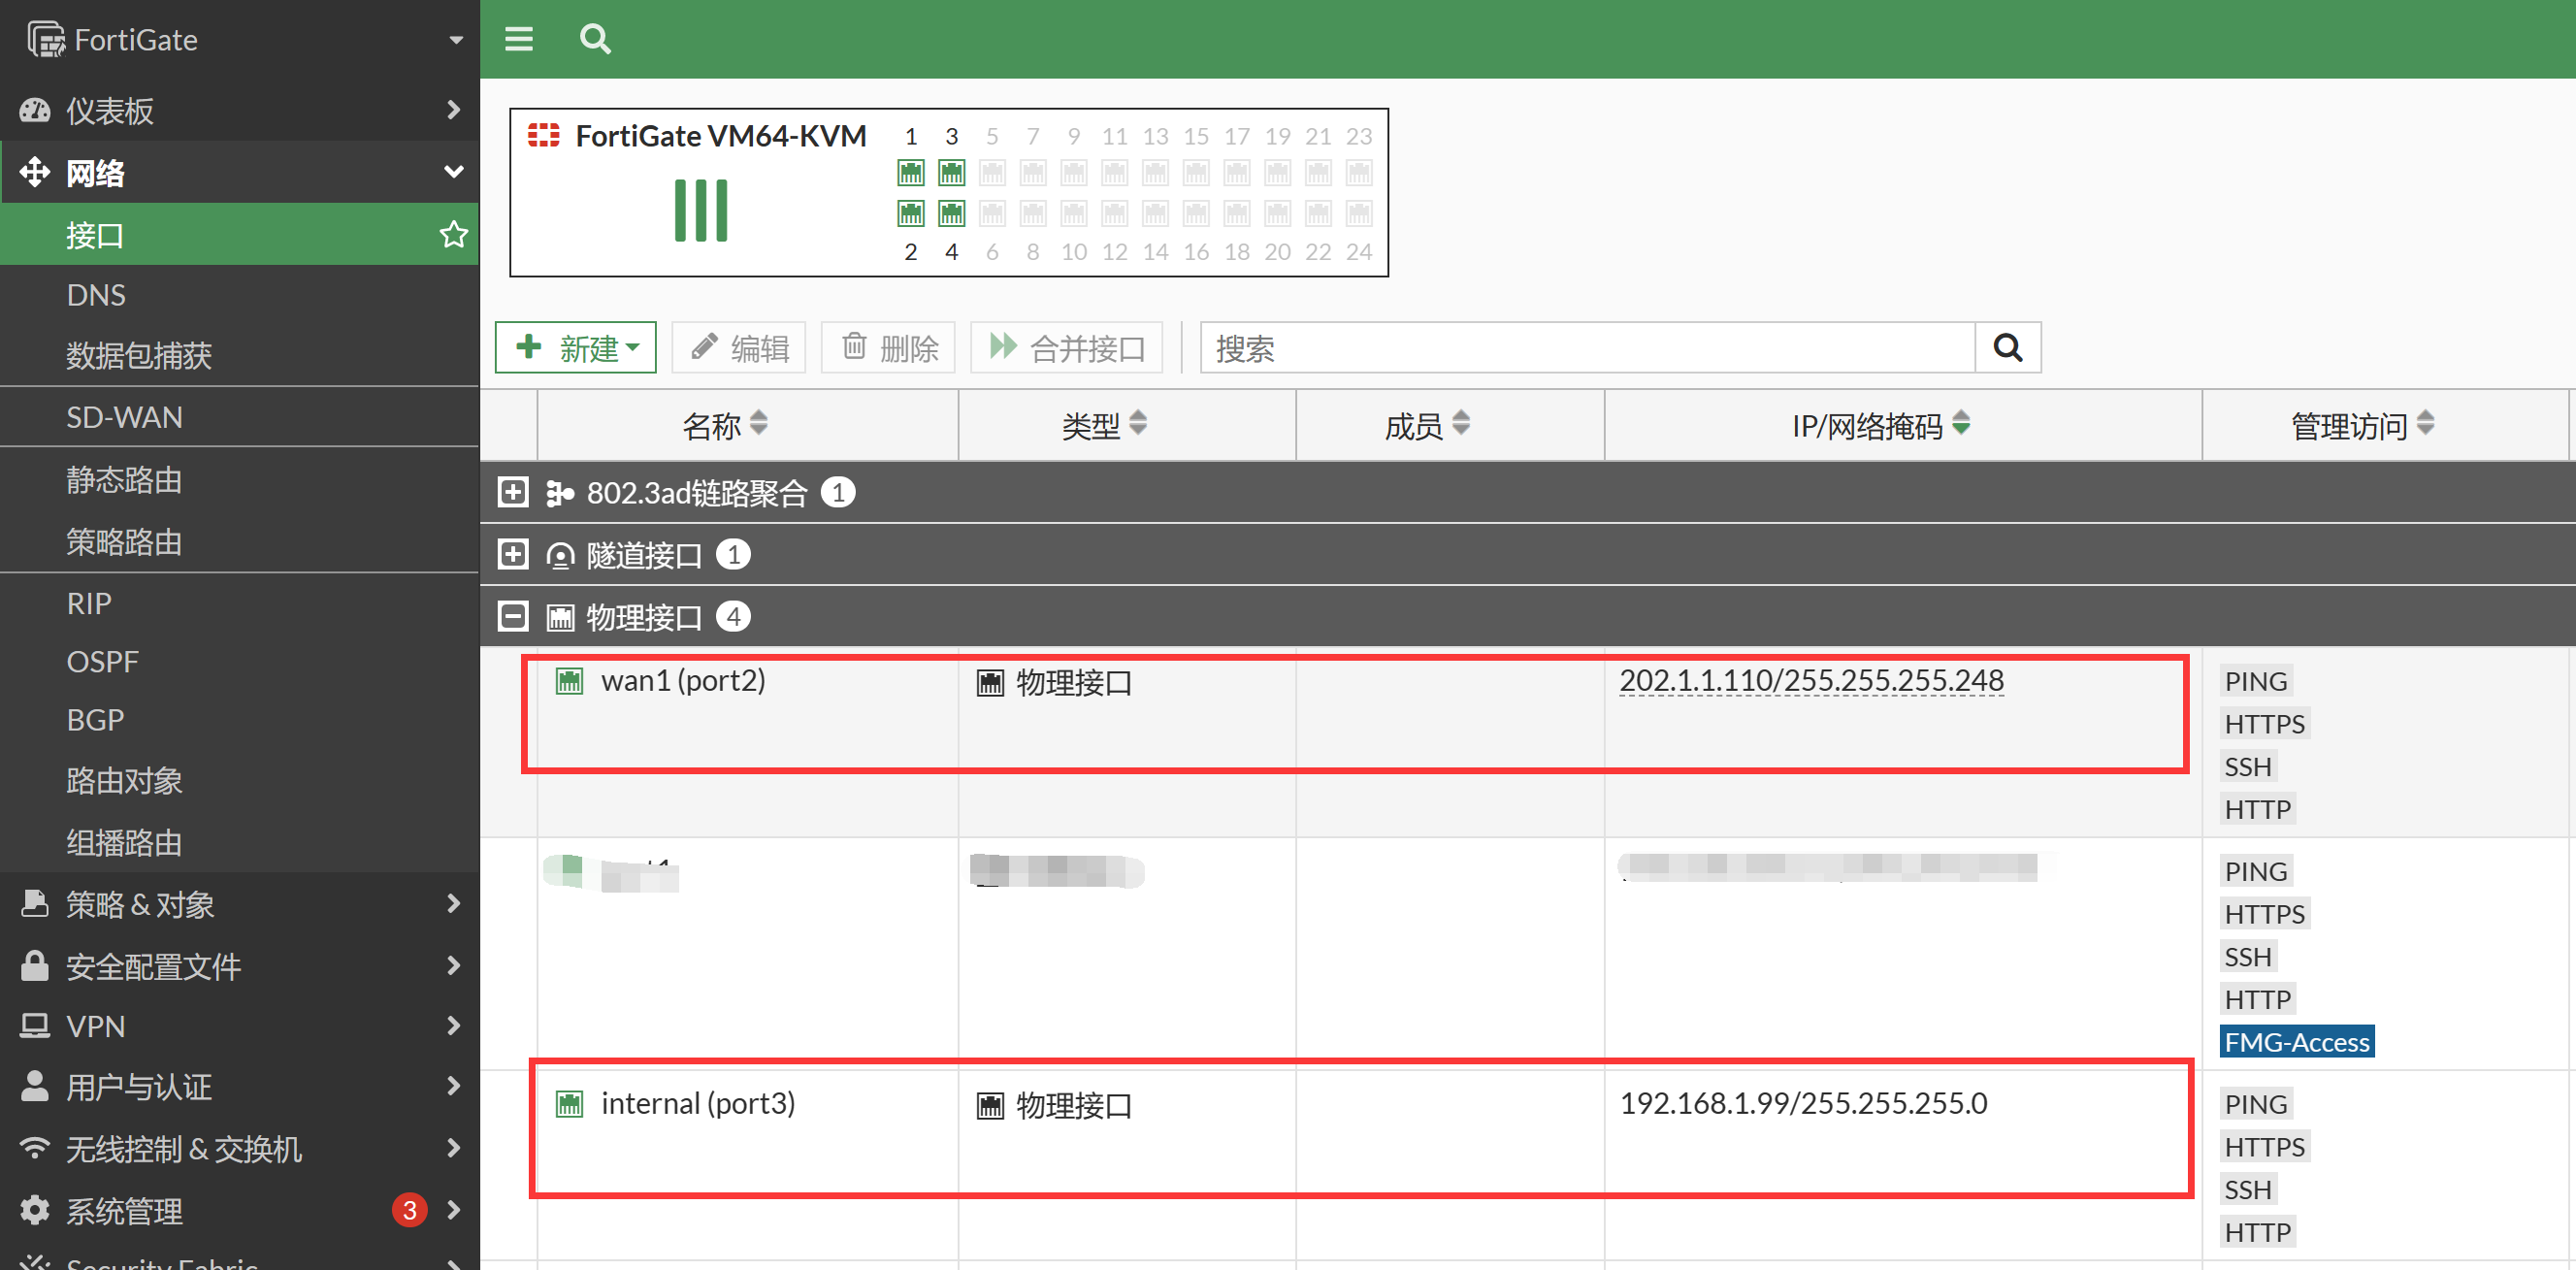 FortiGate
仪表板
网络
接口
DNS
数据包捕获
SD-WAN
静态路由
策略路由
RIP
OSPF
BGP
路由对象
组播路由
策略 & 对象
安全配置文件
VPN
用户与认证
无线控制 & 交换机
系统管理 3
Security Fabric
FortiGate VM64-KVM
1 3 5 7 9 11 13 15 17 19 21 23
2 4 6 8 10 12 14 16 18 20 22 24
新建 编辑 删除 合并接口 搜索
名称 类型 成员 IP/网络掩码 管理访问
802.3ad链路聚合 1
隧道接口 1
物理接口 4
wan1 (port2) 物理接口 202.1.1.110/255.255.255.248 PING
HTTPS
SSH
HTTP
PING
HTTPS
SSH
HTTP
FMG-Access
internal (port3) 物理接口 192.168.1.99/255.255.255.0 PING
HTTPS
SSH
HTTP